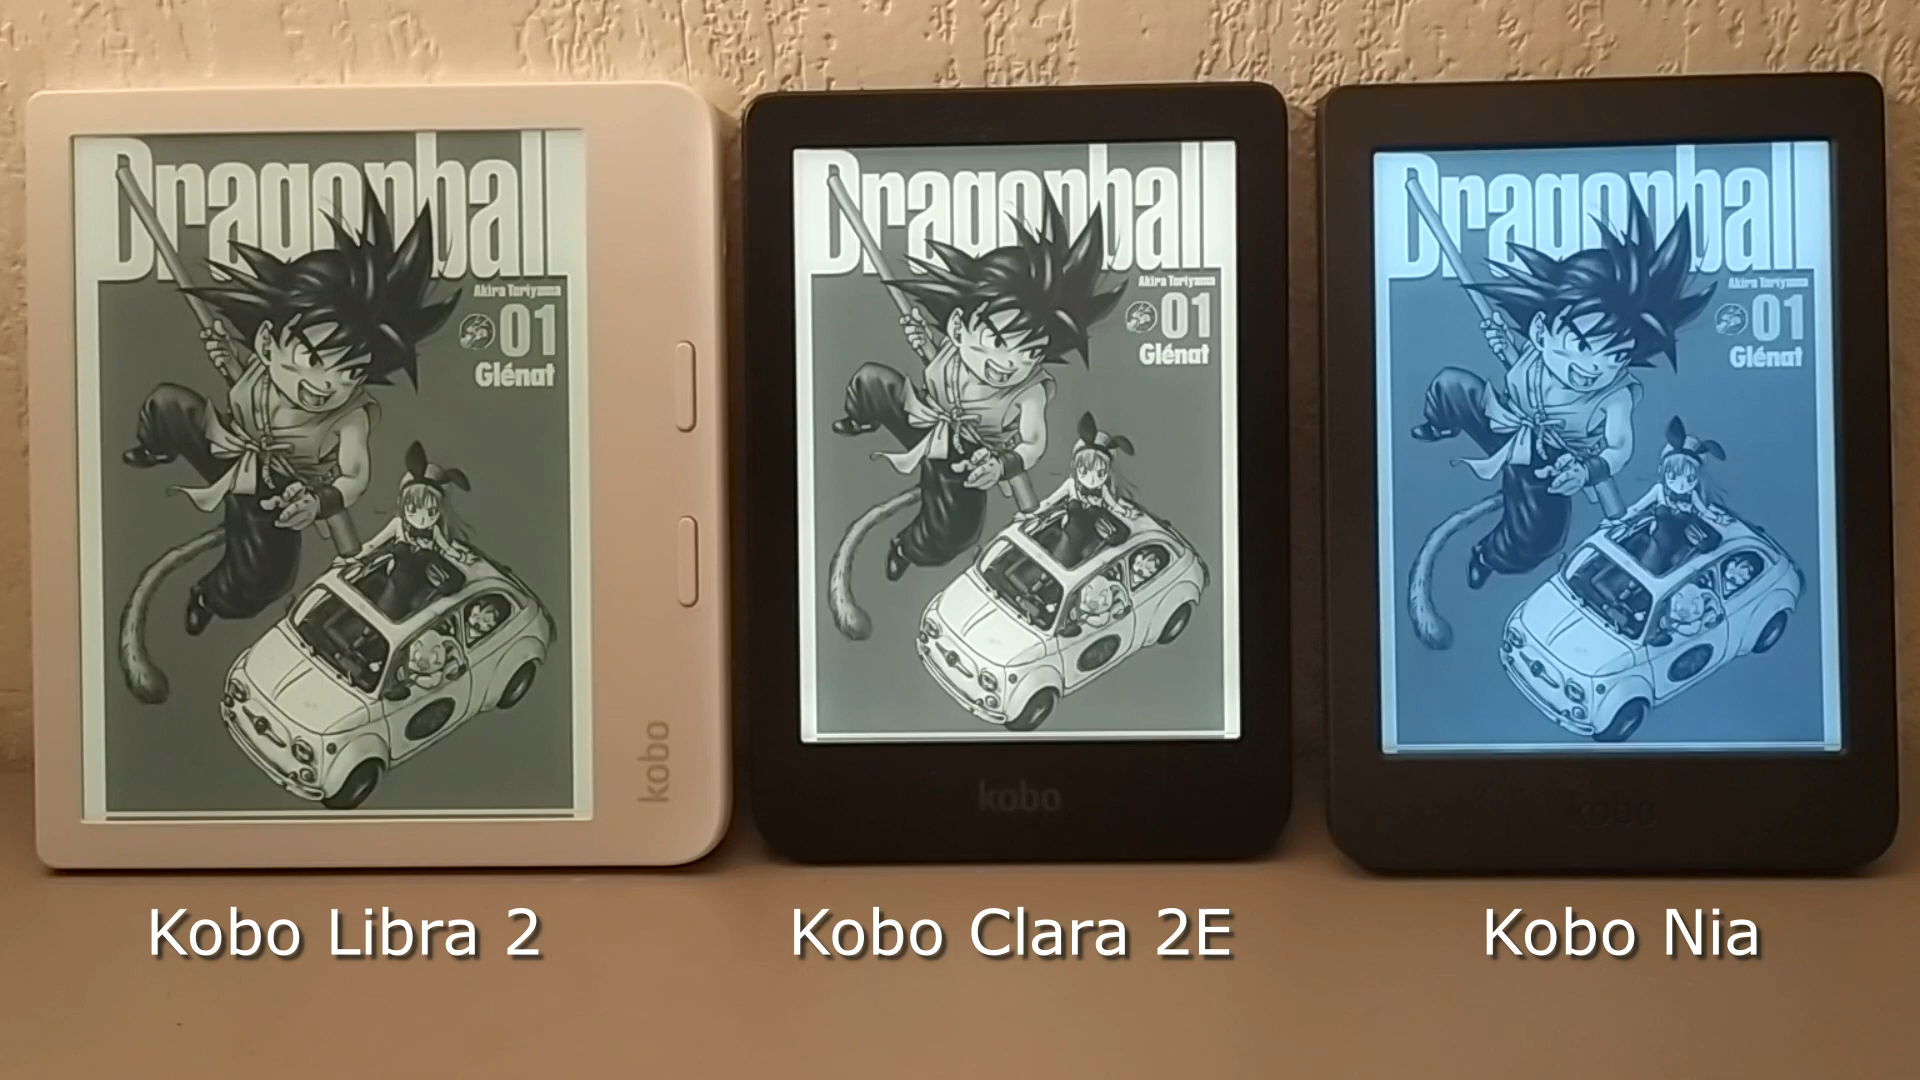 Dragonball
Akira Toriyama
01
Glénat
kobo
Dragonball
Akira Toriyama
01
Glénat
kobo
Dragonball
Akira Toriyama
01
Glénat
kobo
Kobo Libra 2
Kobo Clara 2E
Kobo Nia